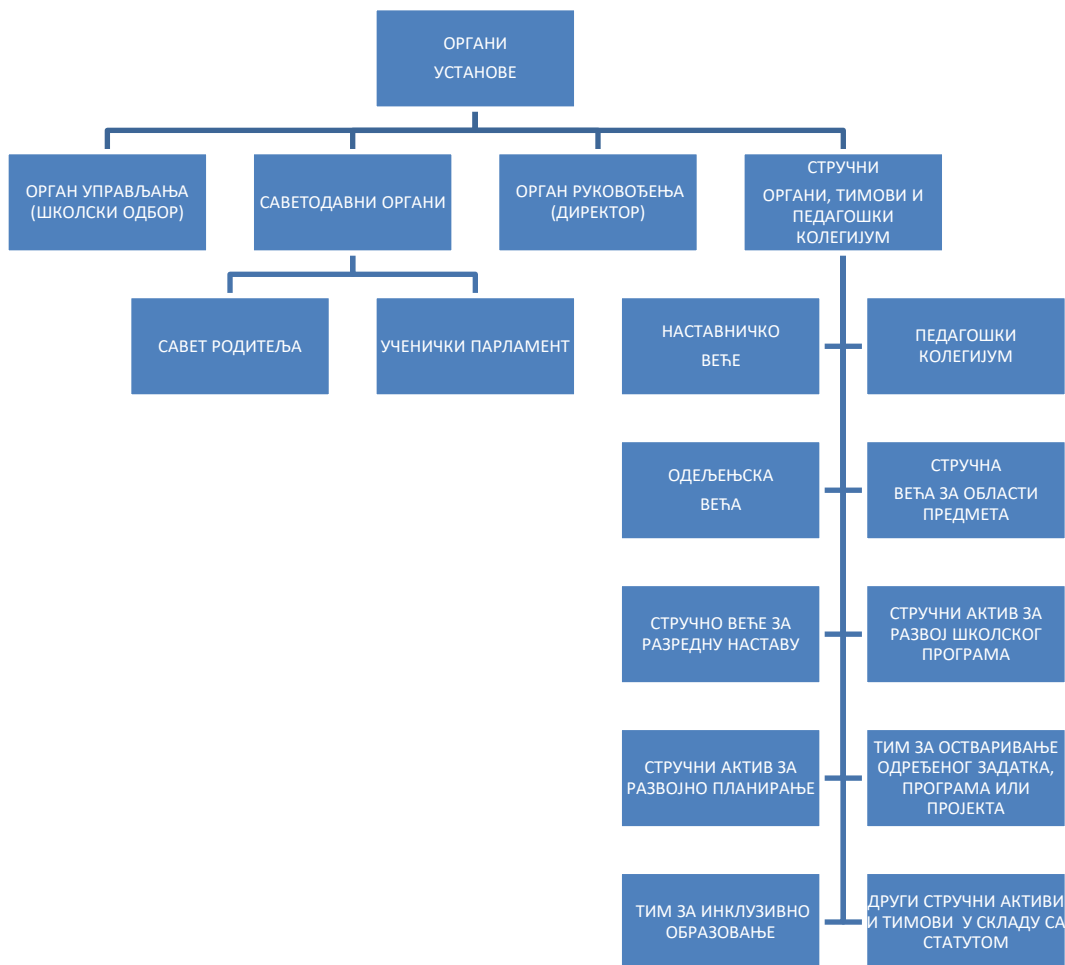 ОРГАНИ
УСТАНОВЕ
ОРГАН УПРАВЉАЊА
(ШКОЛСКИ ОДБОР)
САВЕТОДАВНИ ОРГАНИ
ОРГАН РУКОВОЂЕЊА
(ДИРЕКТОР)
СТРУЧНИ
ОРГАНИ, ТИМОВИ И
ПЕДАГОШКИ
КОЛЕГИЈУМ
САВЕТ РОДИТЕЉА
УЧЕНИЧКИ ПАРЛАМЕНТ
НАСТАВНИЧКО
ВЕЋЕ
ПЕДАГОШКИ
КОЛЕГИЈУМ
ОДЕЉЕЊСКА
ВЕЋА
СТРУЧНА
ВЕЋА ЗА ОБЛАСТИ
ПРЕДМЕТА
СТРУЧНО ВЕЋЕ ЗА
РАЗРЕДНУ НАСТАВУ
СТРУЧНИ АКТИВ ЗА
РАЗВОЈ ШКОЛСКОГ
ПРОГРАМА
СТРУЧНИ АКТИВ ЗА
РАЗВОЈНО ПЛАНИРАЊЕ
ТИМ ЗА ОСТВАРИВАЊЕ
ОДРЕЂЕНОГ ЗАДАТКА,
ПРОГРАМА ИЛИ
ПРОЈЕКТА
ТИМ ЗА ИНКЛУЗИВНО
ОБРАЗОВАЊЕ
ДРУГИ СТРУЧНИ АКТИВИ
И ТИМОВИ У СКЛАДУ СА
СТАТУТОМ